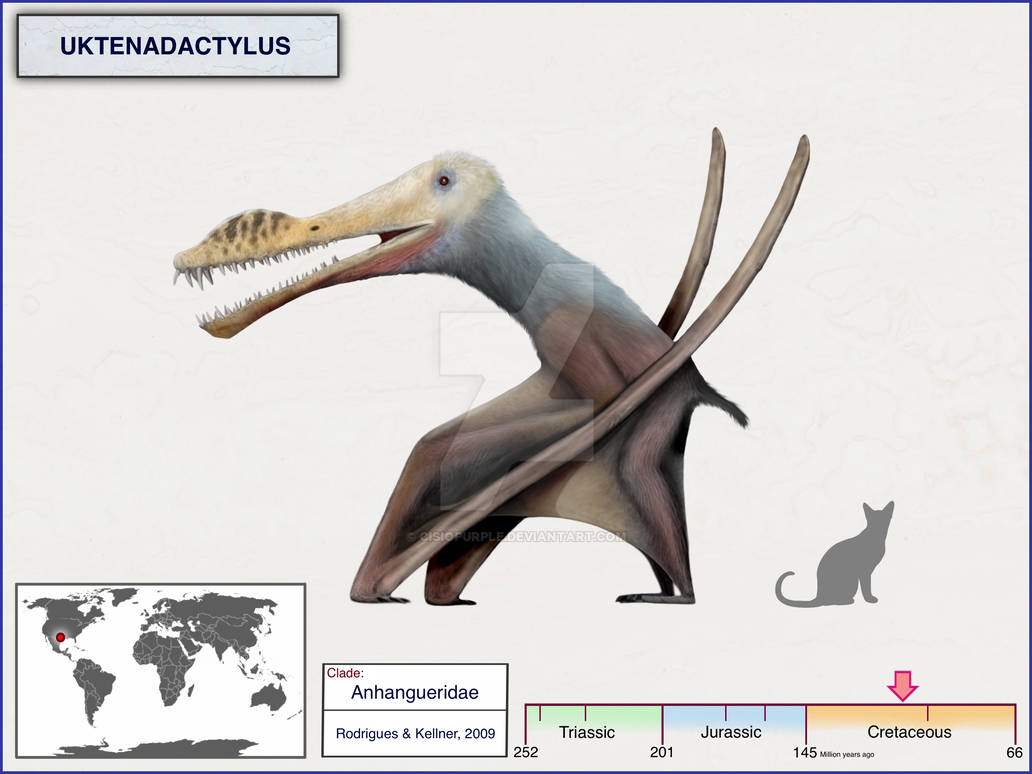 UKTENADACTYLUS
© CISIOPURPLE.DEVIANTART.COM
Clade:
Anhangueridae
Rodrigues & Kellner, 2009
Triassic Jurassic Cretaceous
252 201 145 Million years ago 66